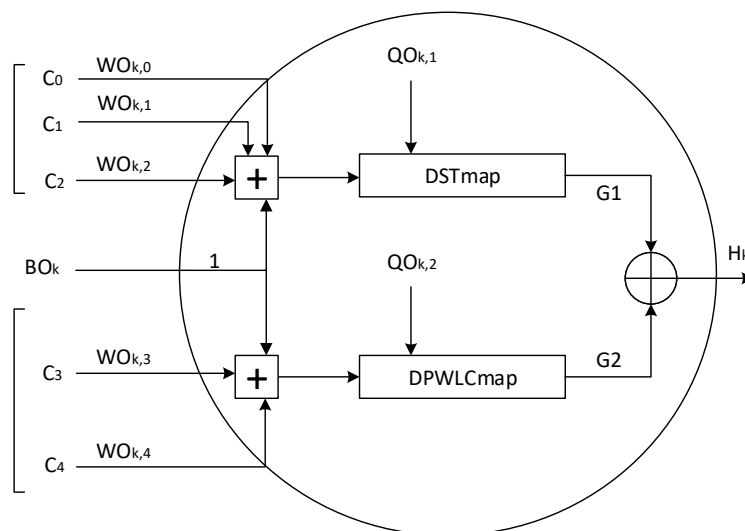 C0 WOk,0
QOk,1
C1 WOk,1
C2 WOk,2
+
DSTmap
G1
BOk
1
QOk,2
Hk
C3 WOk,3
+
DPWLCmap
G2
C4 WOk,4